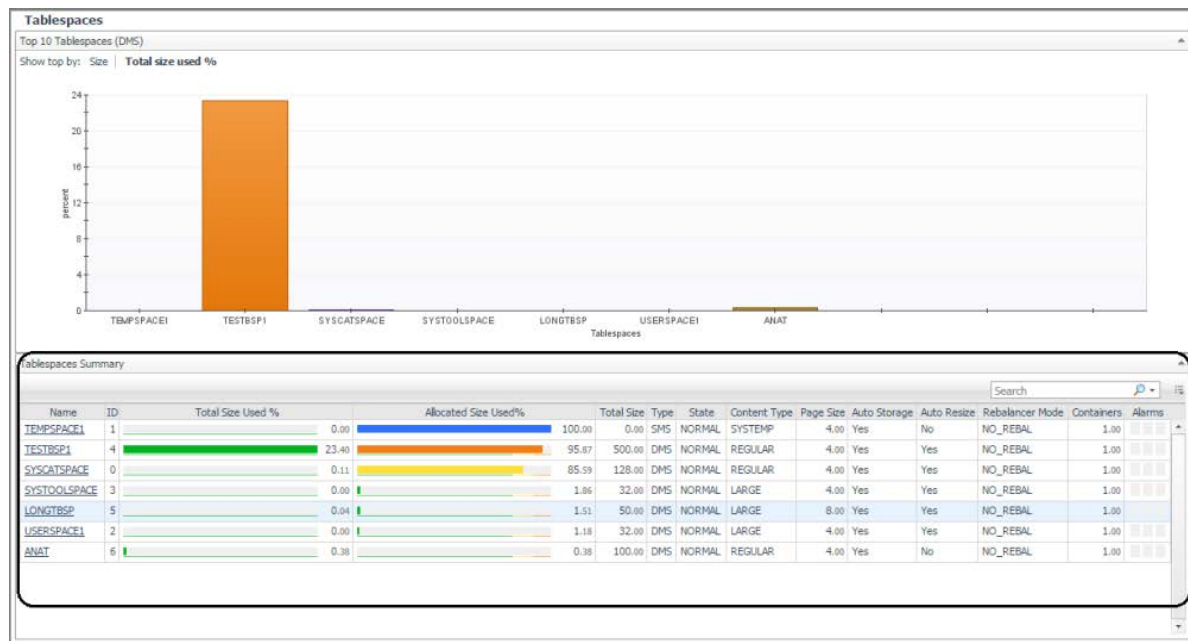 Tablespaces
Top 10 Tablespaces (DMS)
Show top by: Size | Total size used %
24
20
16
12
8
4
0
percent
TEMPSPACE1 TESTBSP1 SYSCATSPACE SYSTOOLSPACE LONGTBSP USERSPACE1 ANAT
Tablespaces
Tablespaces Summary
Search
Name ID Total Size Used % Allocated Size Used% Total Size Type State Content Type Page Size Auto Storage Auto Resize Rebalancer Mode Containers Alarms
TEMPSPACE1 1 0.00 100.00 0.00 SMS NORMAL SYSTEMP 4.00 Yes No NO_REBAL 1.00
TESTBSP1 4 23.40 95.87 500.00 DMS NORMAL REGULAR 4.00 Yes Yes NO_REBAL 1.00
SYSCATSPACE 0 0.11 85.59 128.00 DMS NORMAL REGULAR 4.00 Yes Yes NO_REBAL 1.00
SYSTOOLSPACE 3 0.00 1.86 32.00 DMS NORMAL LARGE 4.00 Yes Yes NO_REBAL 1.00
LONGTBSP 5 0.04 1.51 50.00 DMS NORMAL LARGE 8.00 Yes Yes NO_REBAL 1.00
USERSPACE1 2 0.00 1.18 32.00 DMS NORMAL LARGE 4.00 Yes Yes NO_REBAL 1.00
ANAT 6 0.38 0.38 100.00 DMS NORMAL REGULAR 4.00 Yes No NO_REBAL 1.00